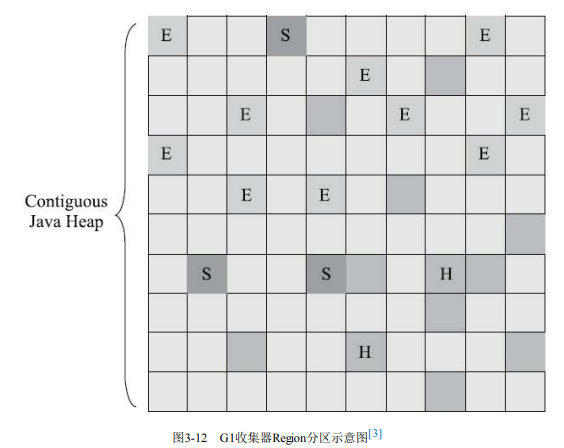 E S E
E
E E E
E E
E E
Contiguous
Java Heap
S S H
H
图3-12 G1收集器Region分区示意图[3]